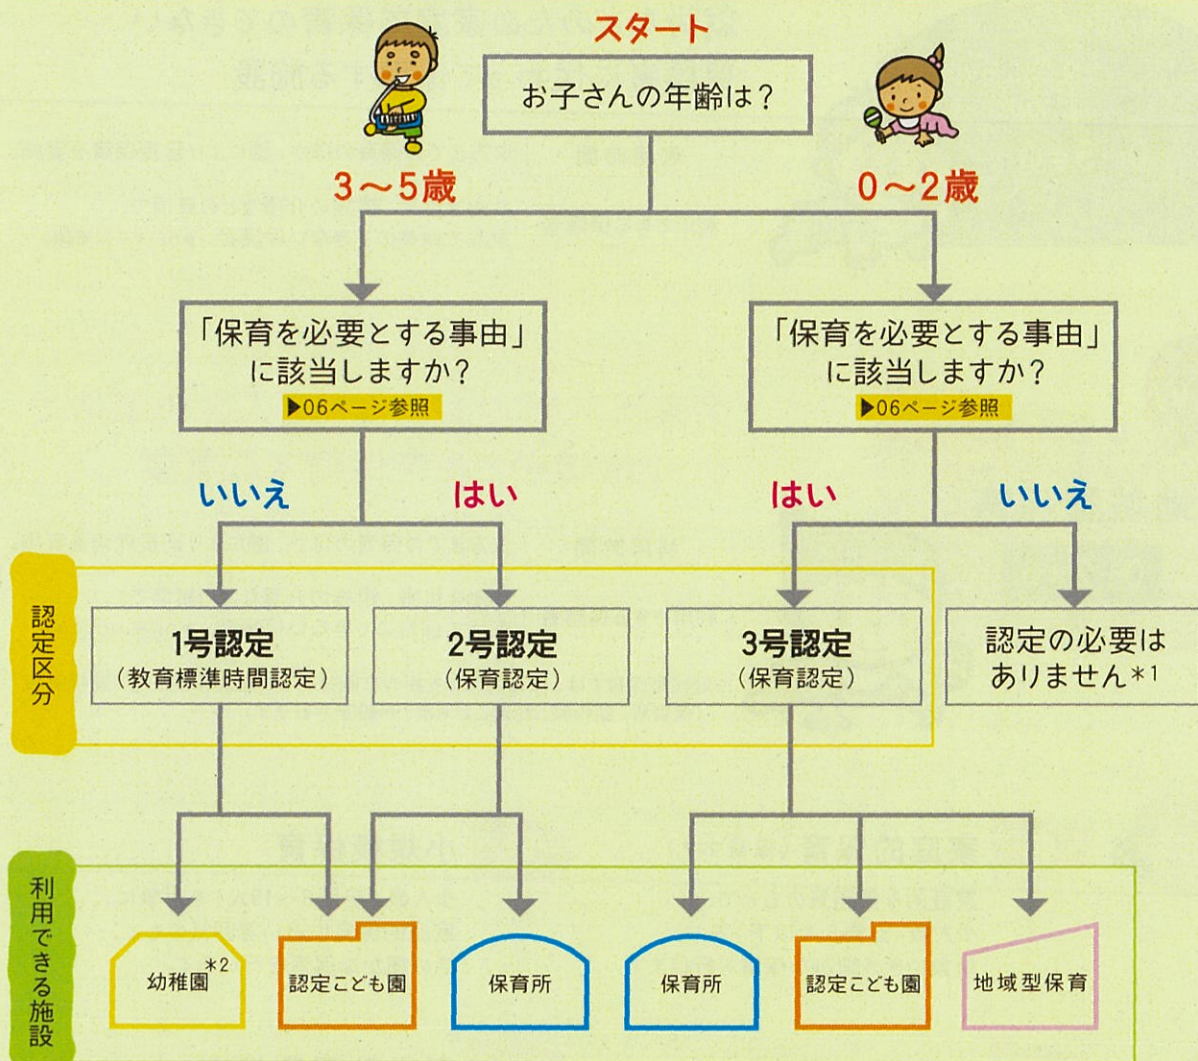 スタート
お子さんの年齢は？
3～5歳
0～2歳
「保育を必要とする事由」
に該当しますか？
▶06ページ参照
「保育を必要とする事由」
に該当しますか？
▶06ページ参照
いいえ
はい
はい
いいえ
認定区分
1号認定
（教育標準時間認定）
2号認定
（保育認定）
3号認定
（保育認定）
認定の必要は
ありません*1
利用できる施設
幼稚園*2
認定こども園
保育所
保育所
認定こども園
地域型保育